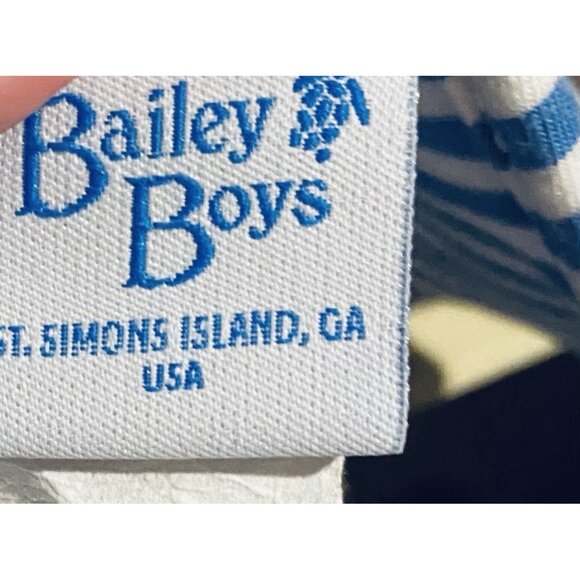 Bailey
Boys
ST. SIMONS ISLAND, GA
USA